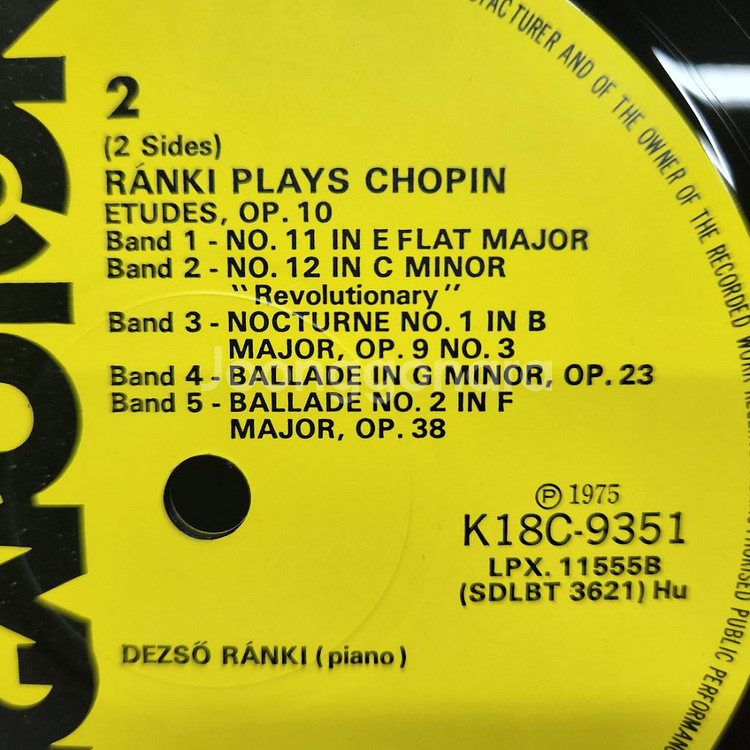 2
(2 Sides)
RÁNKI PLAYS CHOPIN
ETUDES, OP. 10
Band 1 - NO. 11 IN E FLAT MAJOR
Band 2 - NO. 12 IN C MINOR
"Revolutionary"
Band 3 - NOCTURNE NO. 1 IN B
MAJOR, OP. 9 NO. 3
Band 4 - BALLADE IN G MINOR, OP. 23
Band 5 - BALLADE NO. 2 IN F
MAJOR, OP. 38
℗ 1975
K18C-9351
LPX. 11555B
(SDLBT 3621) Hu
DEZSŐ RÁNKI (piano)
AND OF THE OWNER OF THE RECORDED
PUBLIC